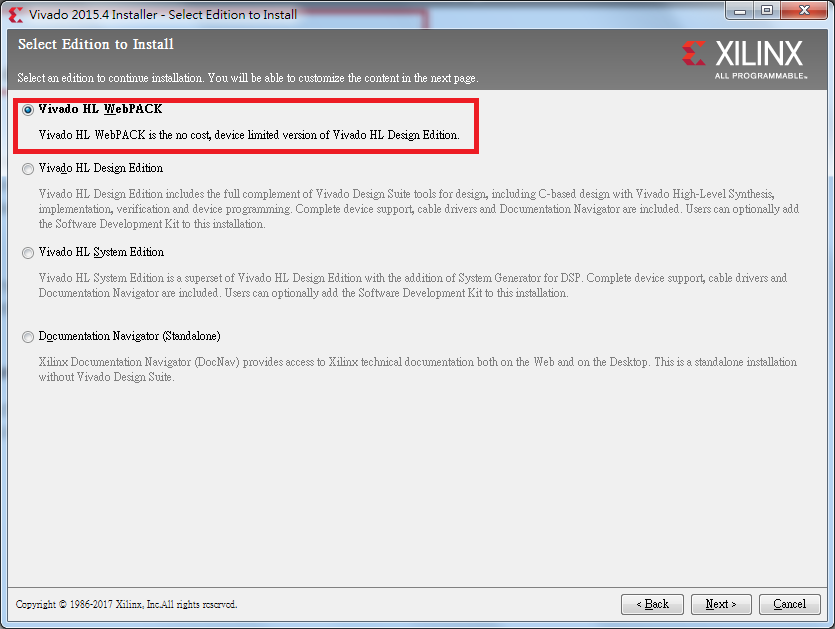 Vivado 2015.4 Installer - Select Edition to Install
Select Edition to Install
XILINX
ALL PROGRAMMABLE™
Select an edition to continue installation. You will be able to customize the content in the next page.
Vivado HL WebPACK
Vivado HL WebPACK is the no cost, device limited version of Vivado HL Design Edition.
Vivado HL Design Edition
Vivado HL Design Edition includes the full complement of Vivado Design Suite tools for design, including C-based design with Vivado High-Level Synthesis,
implementation, verification and device programming. Complete device support, cable drivers and Documentation Navigator are included. Users can optionally add
the Software Development Kit to this installation.
Vivado HL System Edition
Vivado HL System Edition is a superset of Vivado HL Design Edition with the addition of System Generator for DSP. Complete device support, cable drivers and
Documentation Navigator are included. Users can optionally add the Software Development Kit to this installation.
Documentation Navigator (Standalone)
Xilinx Documentation Navigator (DocNav) provides access to Xilinx technical documentation both on the Web and on the Desktop. This is a standalone installation
without Vivado Design Suite.
Copyright © 1986-2017 Xilinx, Inc.All rights reserved.
< Back
Next >
Cancel